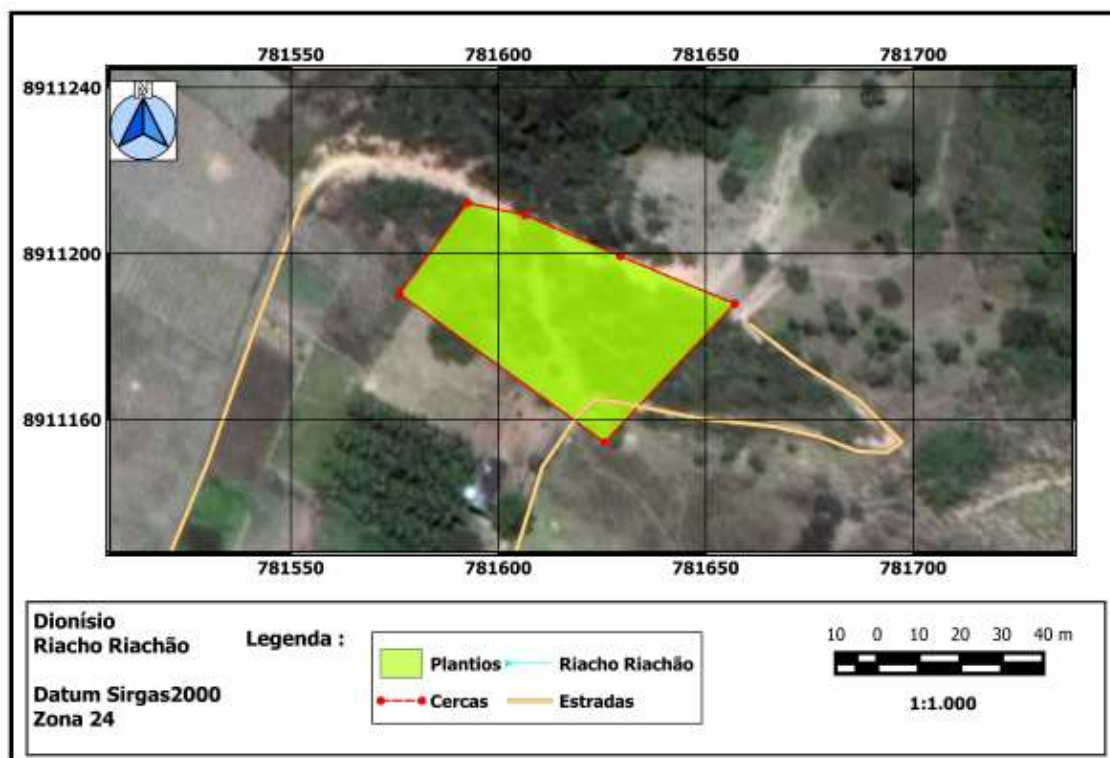 781550 781600 781650 781700
8911240
N
8911200
8911160
781550 781600 781650 781700
Dionísio
Riacho Riachão
Datum Sirgas2000
Zona 24
Legenda :
Plantios Riacho Riachão
Cercas Estradas
10 0 10 20 30 40 m
1:1.000